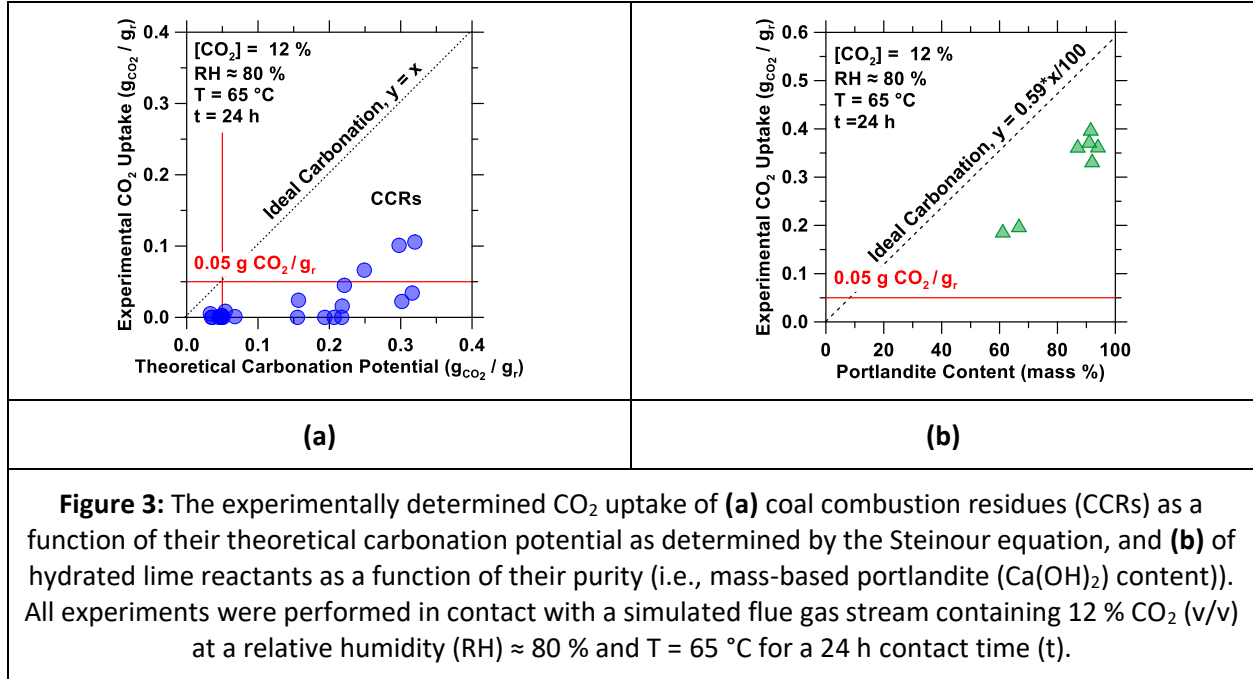 [CO₂] = 12 %
RH ≈ 80 %
T = 65 °C
t = 24 h
Ideal Carbonation, y = x
CCRs
0.05 g CO₂ / gᵣ
Experimental CO₂ Uptake (g_CO₂ / gᵣ)
0.4
0.3
0.2
0.1
0.0
0.0 0.1 0.2 0.3 0.4
Theoretical Carbonation Potential (g_CO₂ / gᵣ)
[CO₂] = 12 %
RH ≈ 80 %
T = 65 °C
t =24 h
Ideal Carbonation, y = 0.59*x/100
0.05 g CO₂ / gᵣ
Experimental CO₂ Uptake (g_CO₂ / gᵣ)
0.6
0.5
0.4
0.3
0.2
0.1
0.0
0 20 40 60 80 100
Portlandite Content (mass %)
(a)
(b)
Figure 3: The experimentally determined CO₂ uptake of (a) coal combustion residues (CCRs) as a
function of their theoretical carbonation potential as determined by the Steinour equation, and (b) of
hydrated lime reactants as a function of their purity (i.e., mass-based portlandite (Ca(OH)₂) content)).
All experiments were performed in contact with a simulated flue gas stream containing 12 % CO₂ (v/v)
at a relative humidity (RH) ≈ 80 % and T = 65 °C for a 24 h contact time (t).